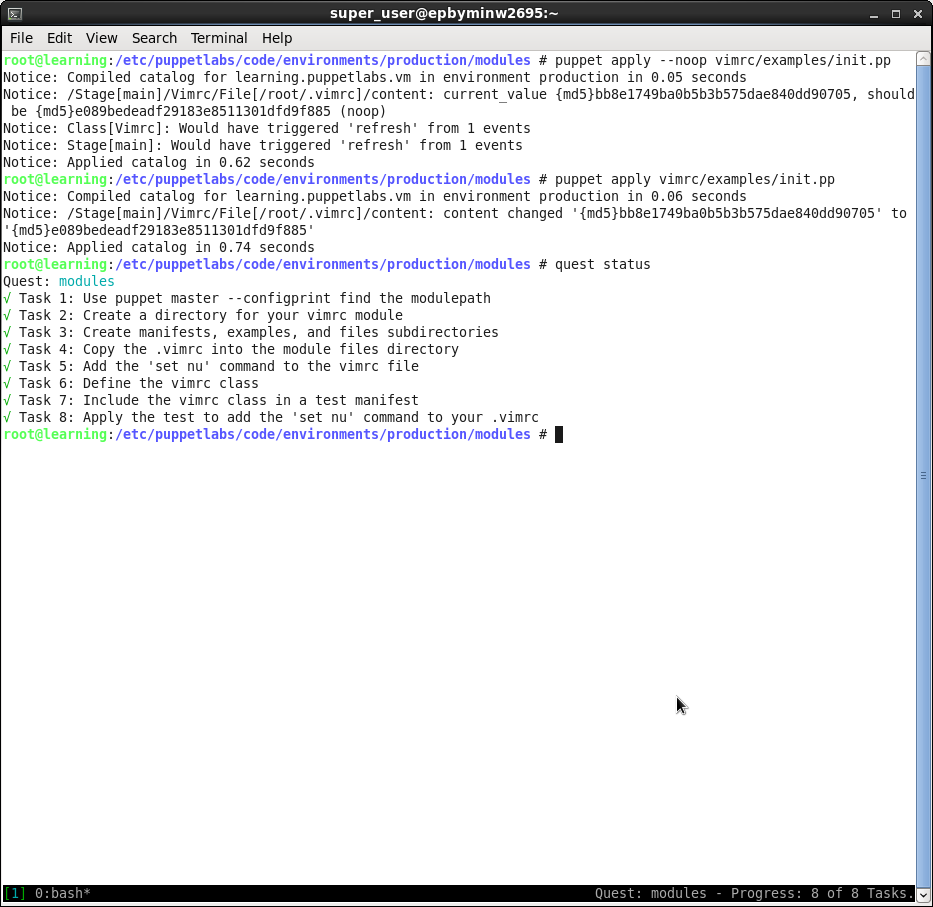 super_user@epbyminw2695:~
File Edit View Search Terminal Help
root@learning:/etc/puppetlabs/code/environments/production/modules # puppet apply --noop vimrc/examples/init.pp
Notice: Compiled catalog for learning.puppetlabs.vm in environment production in 0.05 seconds
Notice: /Stage[main]/Vimrc/File[/root/.vimrc]/content: current_value {md5}bb8e1749ba0b5b3b575dae840dd90705, should
be {md5}e089bedeadf29183e8511301dfd9f885 (noop)
Notice: Class[Vimrc]: Would have triggered 'refresh' from 1 events
Notice: Stage[main]: Would have triggered 'refresh' from 1 events
Notice: Applied catalog in 0.62 seconds
root@learning:/etc/puppetlabs/code/environments/production/modules # puppet apply vimrc/examples/init.pp
Notice: Compiled catalog for learning.puppetlabs.vm in environment production in 0.06 seconds
Notice: /Stage[main]/Vimrc/File[/root/.vimrc]/content: content changed '{md5}bb8e1749ba0b5b3b575dae840dd90705' to
'{md5}e089bedeadf29183e8511301dfd9f885'
Notice: Applied catalog in 0.74 seconds
root@learning:/etc/puppetlabs/code/environments/production/modules # quest status
Quest: modules
√ Task 1: Use puppet master --configprint find the modulepath
√ Task 2: Create a directory for your vimrc module
√ Task 3: Create manifests, examples, and files subdirectories
√ Task 4: Copy the .vimrc into the module files directory
√ Task 5: Add the 'set nu' command to the vimrc file
√ Task 6: Define the vimrc class
√ Task 7: Include the vimrc class in a test manifest
√ Task 8: Apply the test to add the 'set nu' command to your .vimrc
root@learning:/etc/puppetlabs/code/environments/production/modules #
[1] 0:bash* Quest: modules - Progress: 8 of 8 Tasks.